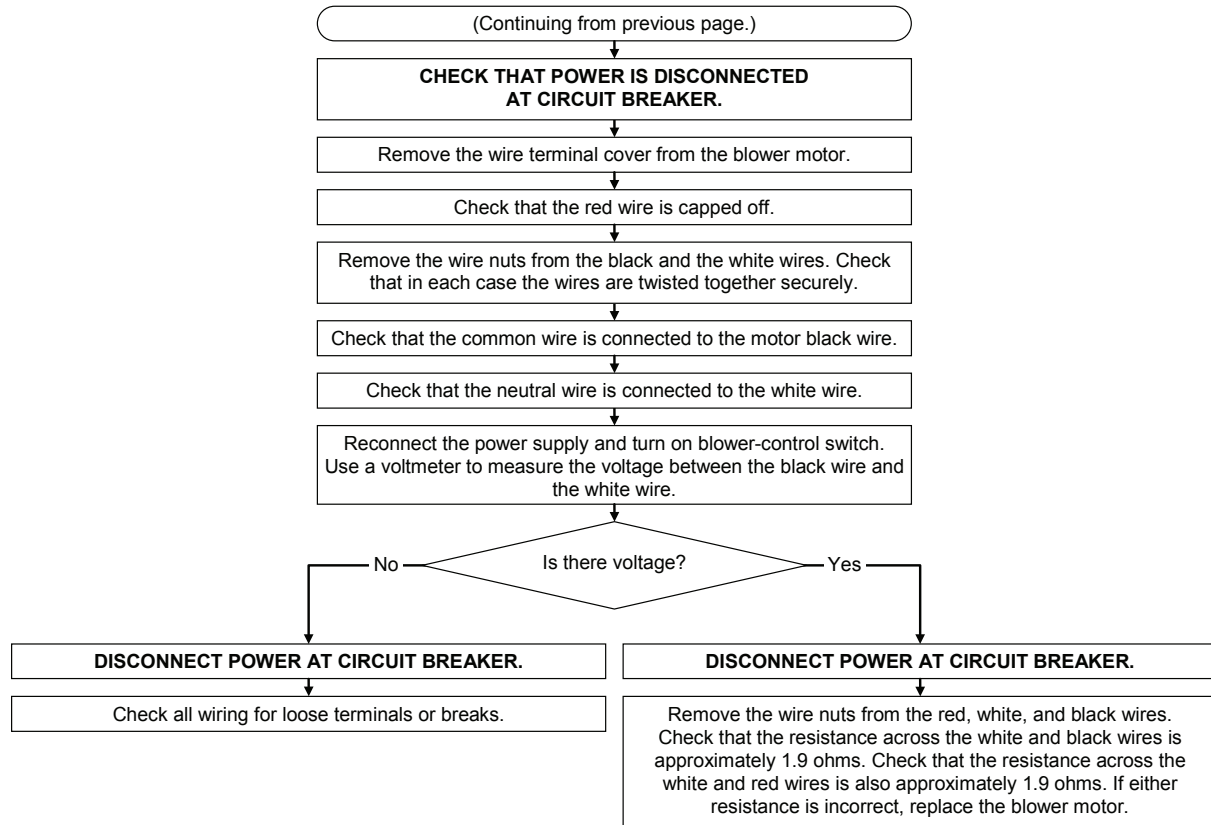 (Continuing from previous page.)
CHECK THAT POWER IS DISCONNECTED
AT CIRCUIT BREAKER.
Remove the wire terminal cover from the blower motor.
Check that the red wire is capped off.
Remove the wire nuts from the black and the white wires. Check
that in each case the wires are twisted together securely.
Check that the common wire is connected to the motor black wire.
Check that the neutral wire is connected to the white wire.
Reconnect the power supply and turn on blower-control switch.
Use a voltmeter to measure the voltage between the black wire and
the white wire.
Is there voltage?
No
Yes
DISCONNECT POWER AT CIRCUIT BREAKER.
Check all wiring for loose terminals or breaks.
DISCONNECT POWER AT CIRCUIT BREAKER.
Remove the wire nuts from the red, white, and black wires.
Check that the resistance across the white and black wires is
approximately 1.9 ohms. Check that the resistance across the
white and red wires is also approximately 1.9 ohms. If either
resistance is incorrect, replace the blower motor.